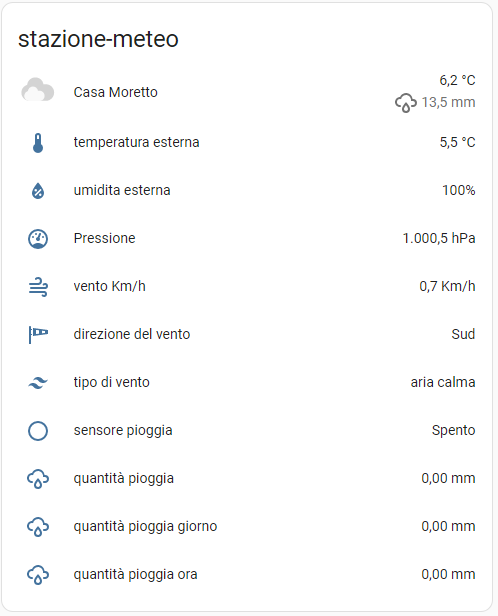 stazione-meteo
Casa Moretto
6,2 °C
13,5 mm
temperatura esterna 5,5 °C
umidita esterna 100%
Pressione 1.000,5 hPa
vento Km/h 0,7 Km/h
direzione del vento Sud
tipo di vento aria calma
sensore pioggia Spento
quantità pioggia 0,00 mm
quantità pioggia giorno 0,00 mm
quantità pioggia ora 0,00 mm